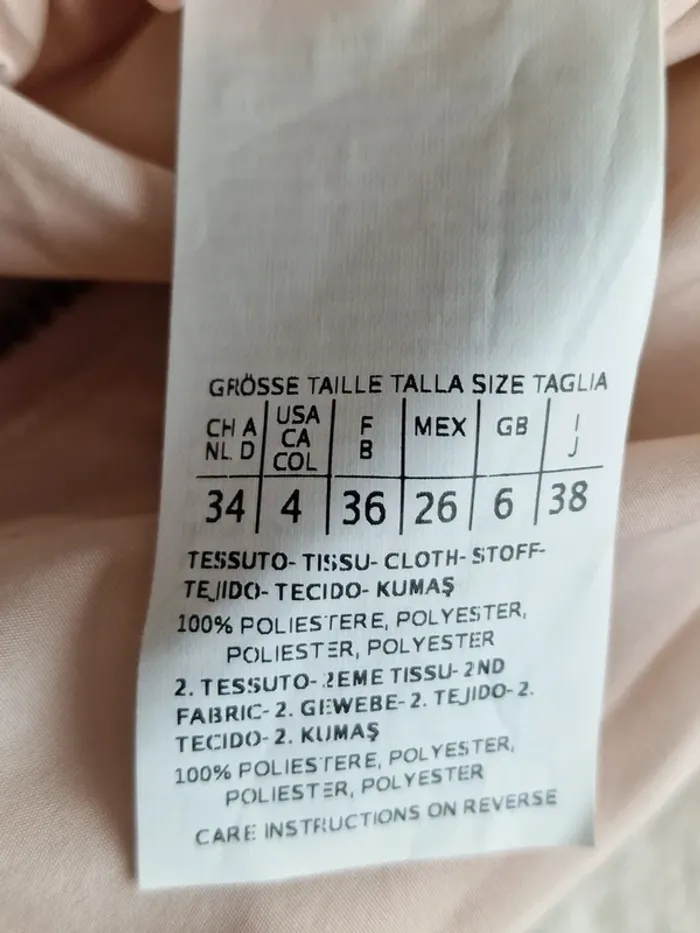 GRÖSSE TAILLE TALLA SIZE TAGLIA
CH A USA F MEX GB I
NL D CA B J
COL
34 4 36 26 6 38
TESSUTO- TISSU- CLOTH- STOFF-
TEJIDO- TECIDO- KUMAŞ
100% POLIESTERE, POLYESTER,
POLIESTER, POLYESTER
2. TESSUTO- 2EME TISSU- 2ND
FABRIC- 2. GEWEBE- 2. TEJIDO- 2.
TECIDO- 2. KUMAŞ
100% POLIESTERE, POLYESTER,
POLIESTER, POLYESTER
CARE INSTRUCTIONS ON REVERSE